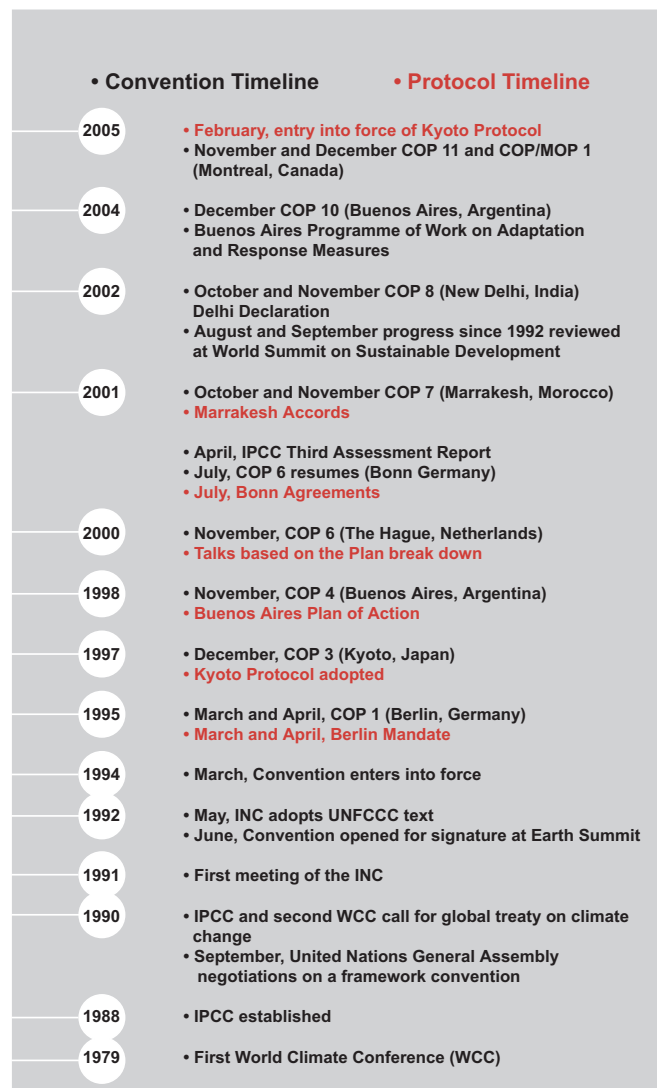 • Convention Timeline • Protocol Timeline
2005 • February, entry into force of Kyoto Protocol
• November and December COP 11 and COP/MOP 1
(Montreal, Canada)
2004 • December COP 10 (Buenos Aires, Argentina)
• Buenos Aires Programme of Work on Adaptation
and Response Measures
2002 • October and November COP 8 (New Delhi, India)
Delhi Declaration
• August and September progress since 1992 reviewed
at World Summit on Sustainable Development
2001 • October and November COP 7 (Marrakesh, Morocco)
• Marrakesh Accords
• April, IPCC Third Assessment Report
• July, COP 6 resumes (Bonn Germany)
• July, Bonn Agreements
2000 • November, COP 6 (The Hague, Netherlands)
• Talks based on the Plan break down
1998 • November, COP 4 (Buenos Aires, Argentina)
• Buenos Aires Plan of Action
1997 • December, COP 3 (Kyoto, Japan)
• Kyoto Protocol adopted
1995 • March and April, COP 1 (Berlin, Germany)
• March and April, Berlin Mandate
1994 • March, Convention enters into force
1992 • May, INC adopts UNFCCC text
• June, Convention opened for signature at Earth Summit
1991 • First meeting of the INC
1990 • IPCC and second WCC call for global treaty on climate
change
• September, United Nations General Assembly
negotiations on a framework convention
1988 • IPCC established
1979 • First World Climate Conference (WCC)